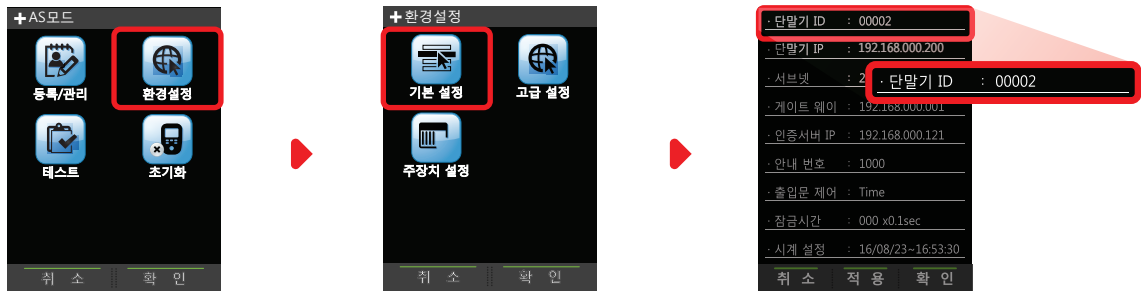 AS모드
등록/관리 환경설정
테스트 초기화
취 소 확 인
환경설정
기본 설정 고급 설정
주장치 설정
취 소 확 인
· 단말기 ID : 00002
· 단말기 IP : 192.168.000.200
· 서브넷 : 2
· 단말기 ID : 00002
· 게이트 웨이 : 192.168.000.001
· 인증서버 IP : 192.168.000.121
· 안내 번호 : 1000
· 출입문 제어 : Time
· 잠금시간 : 000 x0.1sec
· 시계 설정 : 16/08/23~16:53:30
취 소 적 용 확 인